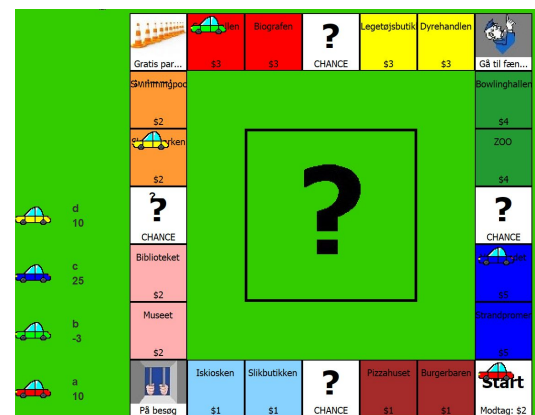 Gratis par...
$3
Biografen
$3
?
CHANCE
Legetøjsbutik
$3
Dyrehandlen
$3
Gå til fæn...
$2
Bowlinghallen
$4
$2
ZOO
$4
d
10
?
CHANCE
?
?
CHANCE
c
25
Biblioteket
$2
$5
b
-3
Museet
$2
$5
a
10
På besøg
Iskiosken
$1
Slikbutikken
$1
?
CHANCE
Pizzahuset
$1
Burgerbaren
$1
Start
Modtag: $2